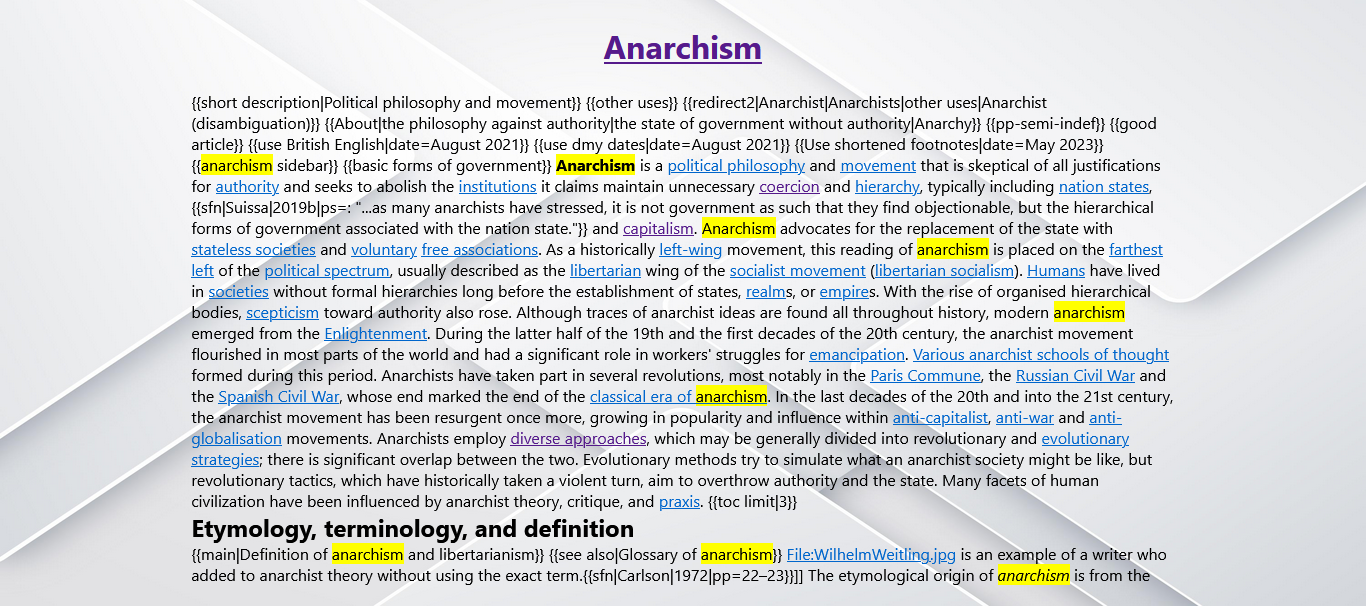 Anarchism
{{short description|Political philosophy and movement}} {{other uses}} {{redirect2|Anarchist|Anarchists|other uses|Anarchist
(disambiguation)}} {{About|the philosophy against authority|the state of government without authority|Anarchy}} {{pp-semi-indef}} {{good
article}} {{use British English|date=August 2021}} {{use dmy dates|date=August 2021}} {{Use shortened footnotes|date=May 2023}}
{{anarchism sidebar}} {{basic forms of government}} Anarchism is a political philosophy and movement that is skeptical of all justifications
for authority and seeks to abolish the institutions it claims maintain unnecessary coercion and hierarchy, typically including nation states,
{{sfn|Suissa|2019b|ps=: "...as many anarchists have stressed, it is not government as such that they find objectionable, but the hierarchical
forms of government associated with the nation state."}} and capitalism. Anarchism advocates for the replacement of the state with
stateless societies and voluntary free associations. As a historically left-wing movement, this reading of anarchism is placed on the farthest
left of the political spectrum, usually described as the libertarian wing of the socialist movement (libertarian socialism). Humans have lived
in societies without formal hierarchies long before the establishment of states, realms, or empires. With the rise of organised hierarchical
bodies, scepticism toward authority also rose. Although traces of anarchist ideas are found all throughout history, modern anarchism
emerged from the Enlightenment. During the latter half of the 19th and the first decades of the 20th century, the anarchist movement
flourished in most parts of the world and had a significant role in workers' struggles for emancipation. Various anarchist schools of thought
formed during this period. Anarchists have taken part in several revolutions, most notably in the Paris Commune, the Russian Civil War and
the Spanish Civil War, whose end marked the end of the classical era of anarchism. In the last decades of the 20th and into the 21st century,
the anarchist movement has been resurgent once more, growing in popularity and influence within anti-capitalist, anti-war and anti-
globalisation movements. Anarchists employ diverse approaches, which may be generally divided into revolutionary and evolutionary
strategies; there is significant overlap between the two. Evolutionary methods try to simulate what an anarchist society might be like, but
revolutionary tactics, which have historically taken a violent turn, aim to overthrow authority and the state. Many facets of human
civilization have been influenced by anarchist theory, critique, and praxis. {{toc limit|3}}
Etymology, terminology, and definition
{{main|Definition of anarchism and libertarianism}} {{see also|Glossary of anarchism}} File:WilhelmWeitling.jpg is an example of a writer who
added to anarchist theory without using the exact term.{{sfn|Carlson|1972|pp=22–23}}]] The etymological origin of anarchism is from the